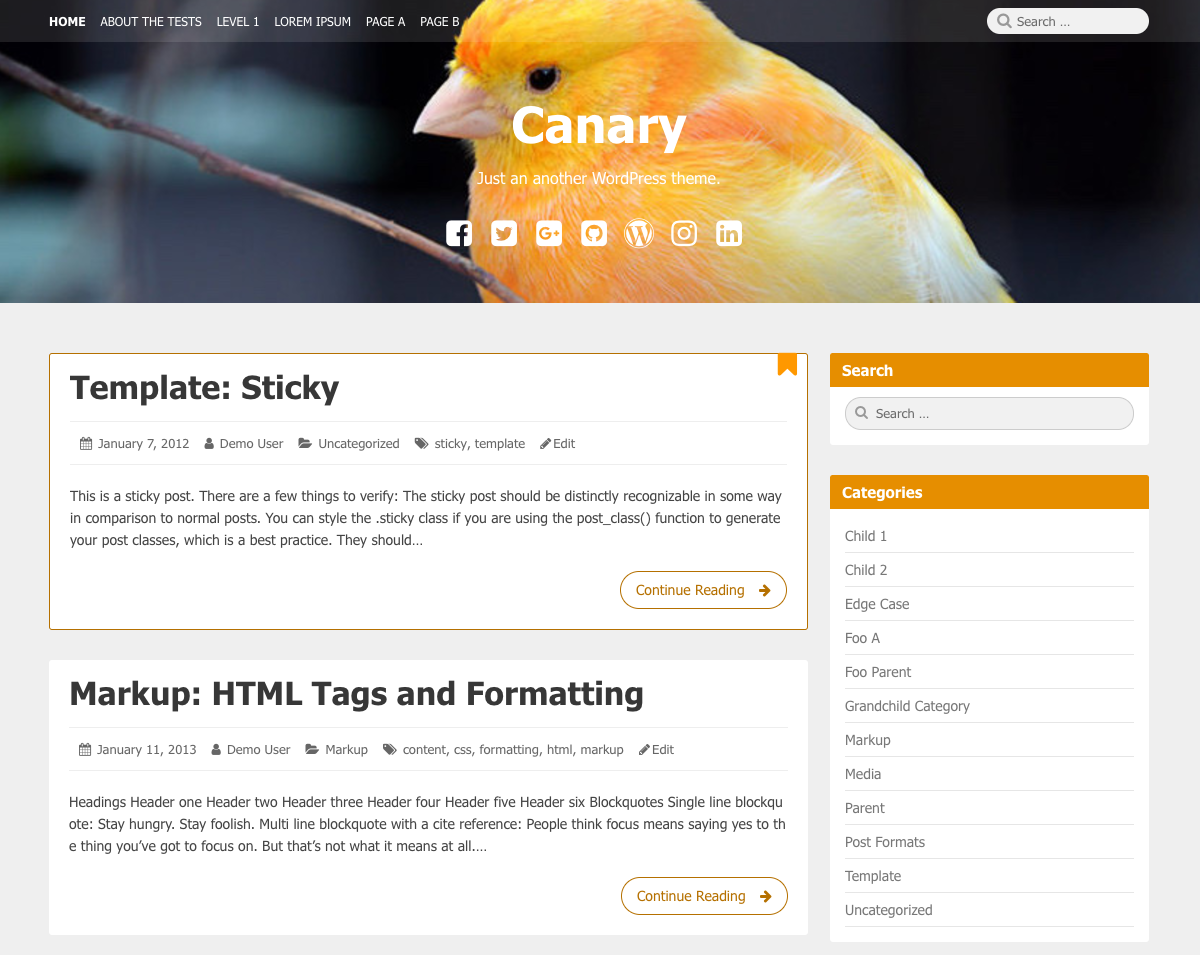 HOME ABOUT THE TESTS LEVEL 1 LOREM IPSUM PAGE A PAGE B Search ...
Canary
Just an another WordPress theme.
Template: Sticky
January 7, 2012 Demo User Uncategorized sticky, template Edit
This is a sticky post. There are a few things to verify: The sticky post should be distinctly recognizable in some way
in comparison to normal posts. You can style the .sticky class if you are using the post_class() function to generate
your post classes, which is a best practice. They should…
Continue Reading
Markup: HTML Tags and Formatting
January 11, 2013 Demo User Markup content, css, formatting, html, markup Edit
Headings Header one Header two Header three Header four Header five Header six Blockquotes Single line blockqu
ote: Stay hungry. Stay foolish. Multi line blockquote with a cite reference: People think focus means saying yes to th
e thing you’ve got to focus on. But that’s not what it means at all.…
Continue Reading
Search
Search ...
Categories
Child 1
Child 2
Edge Case
Foo A
Foo Parent
Grandchild Category
Markup
Media
Parent
Post Formats
Template
Uncategorized